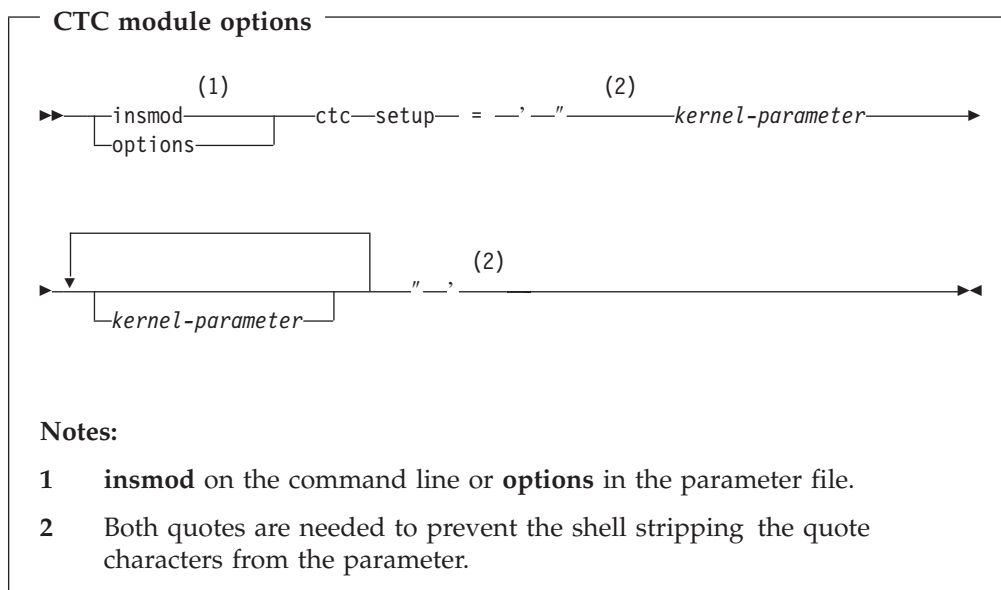 CTC module options
(1) (2)
insmod ctc setup = ’ ″ kernel-parameter
options
(2)
″ ’
kernel-parameter
Notes:
1 insmod on the command line or options in the parameter file.
2 Both quotes are needed to prevent the shell stripping the quote
characters from the parameter.